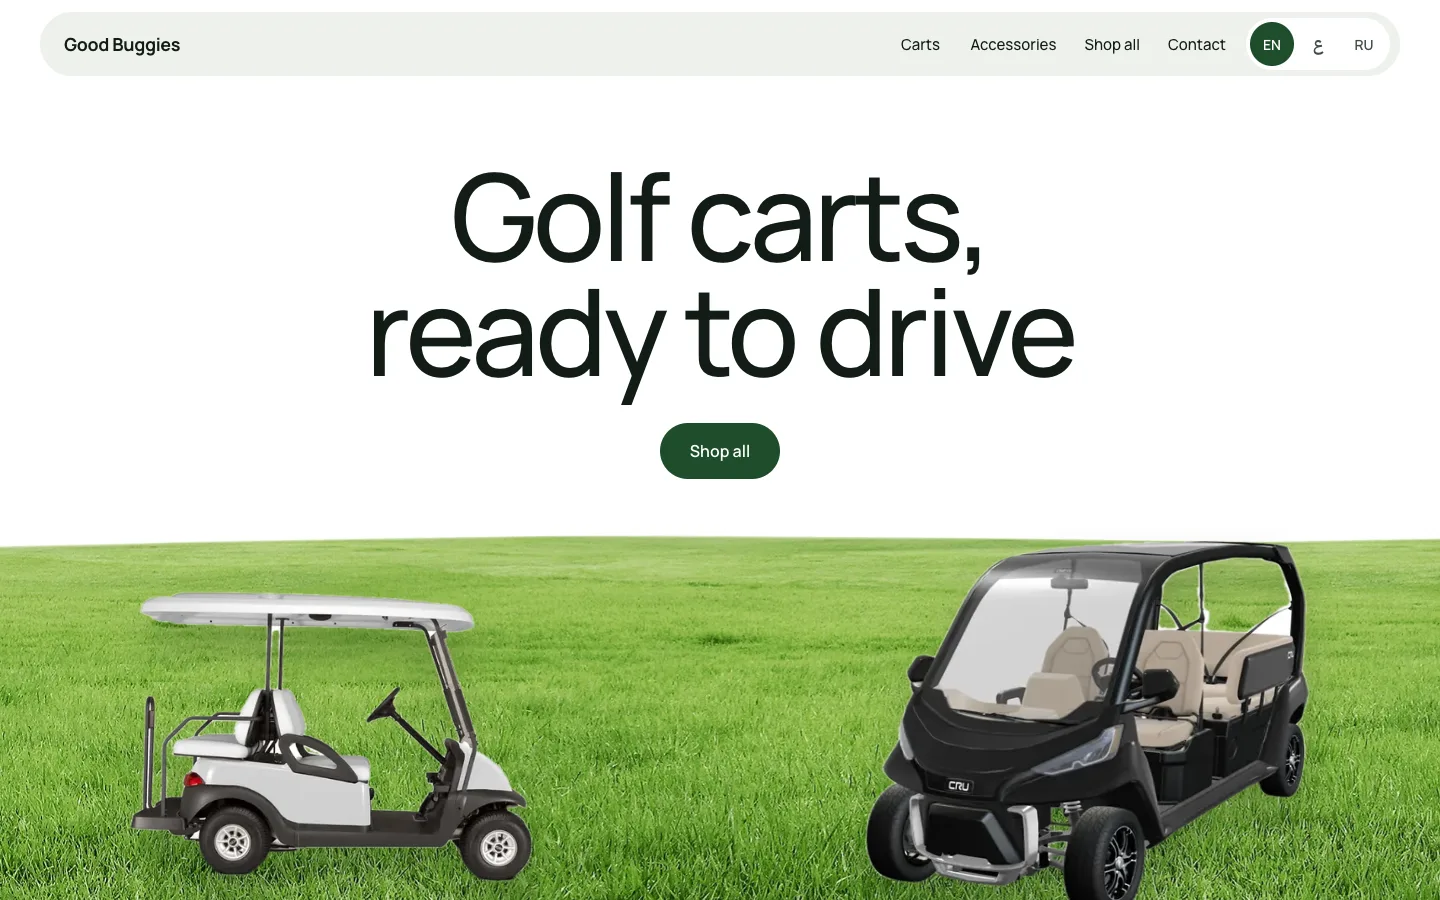 Good Buggies
Carts
Accessories
Shop all
Contact
EN
ع
RU
Golf carts,
ready to drive
Shop all
CRU